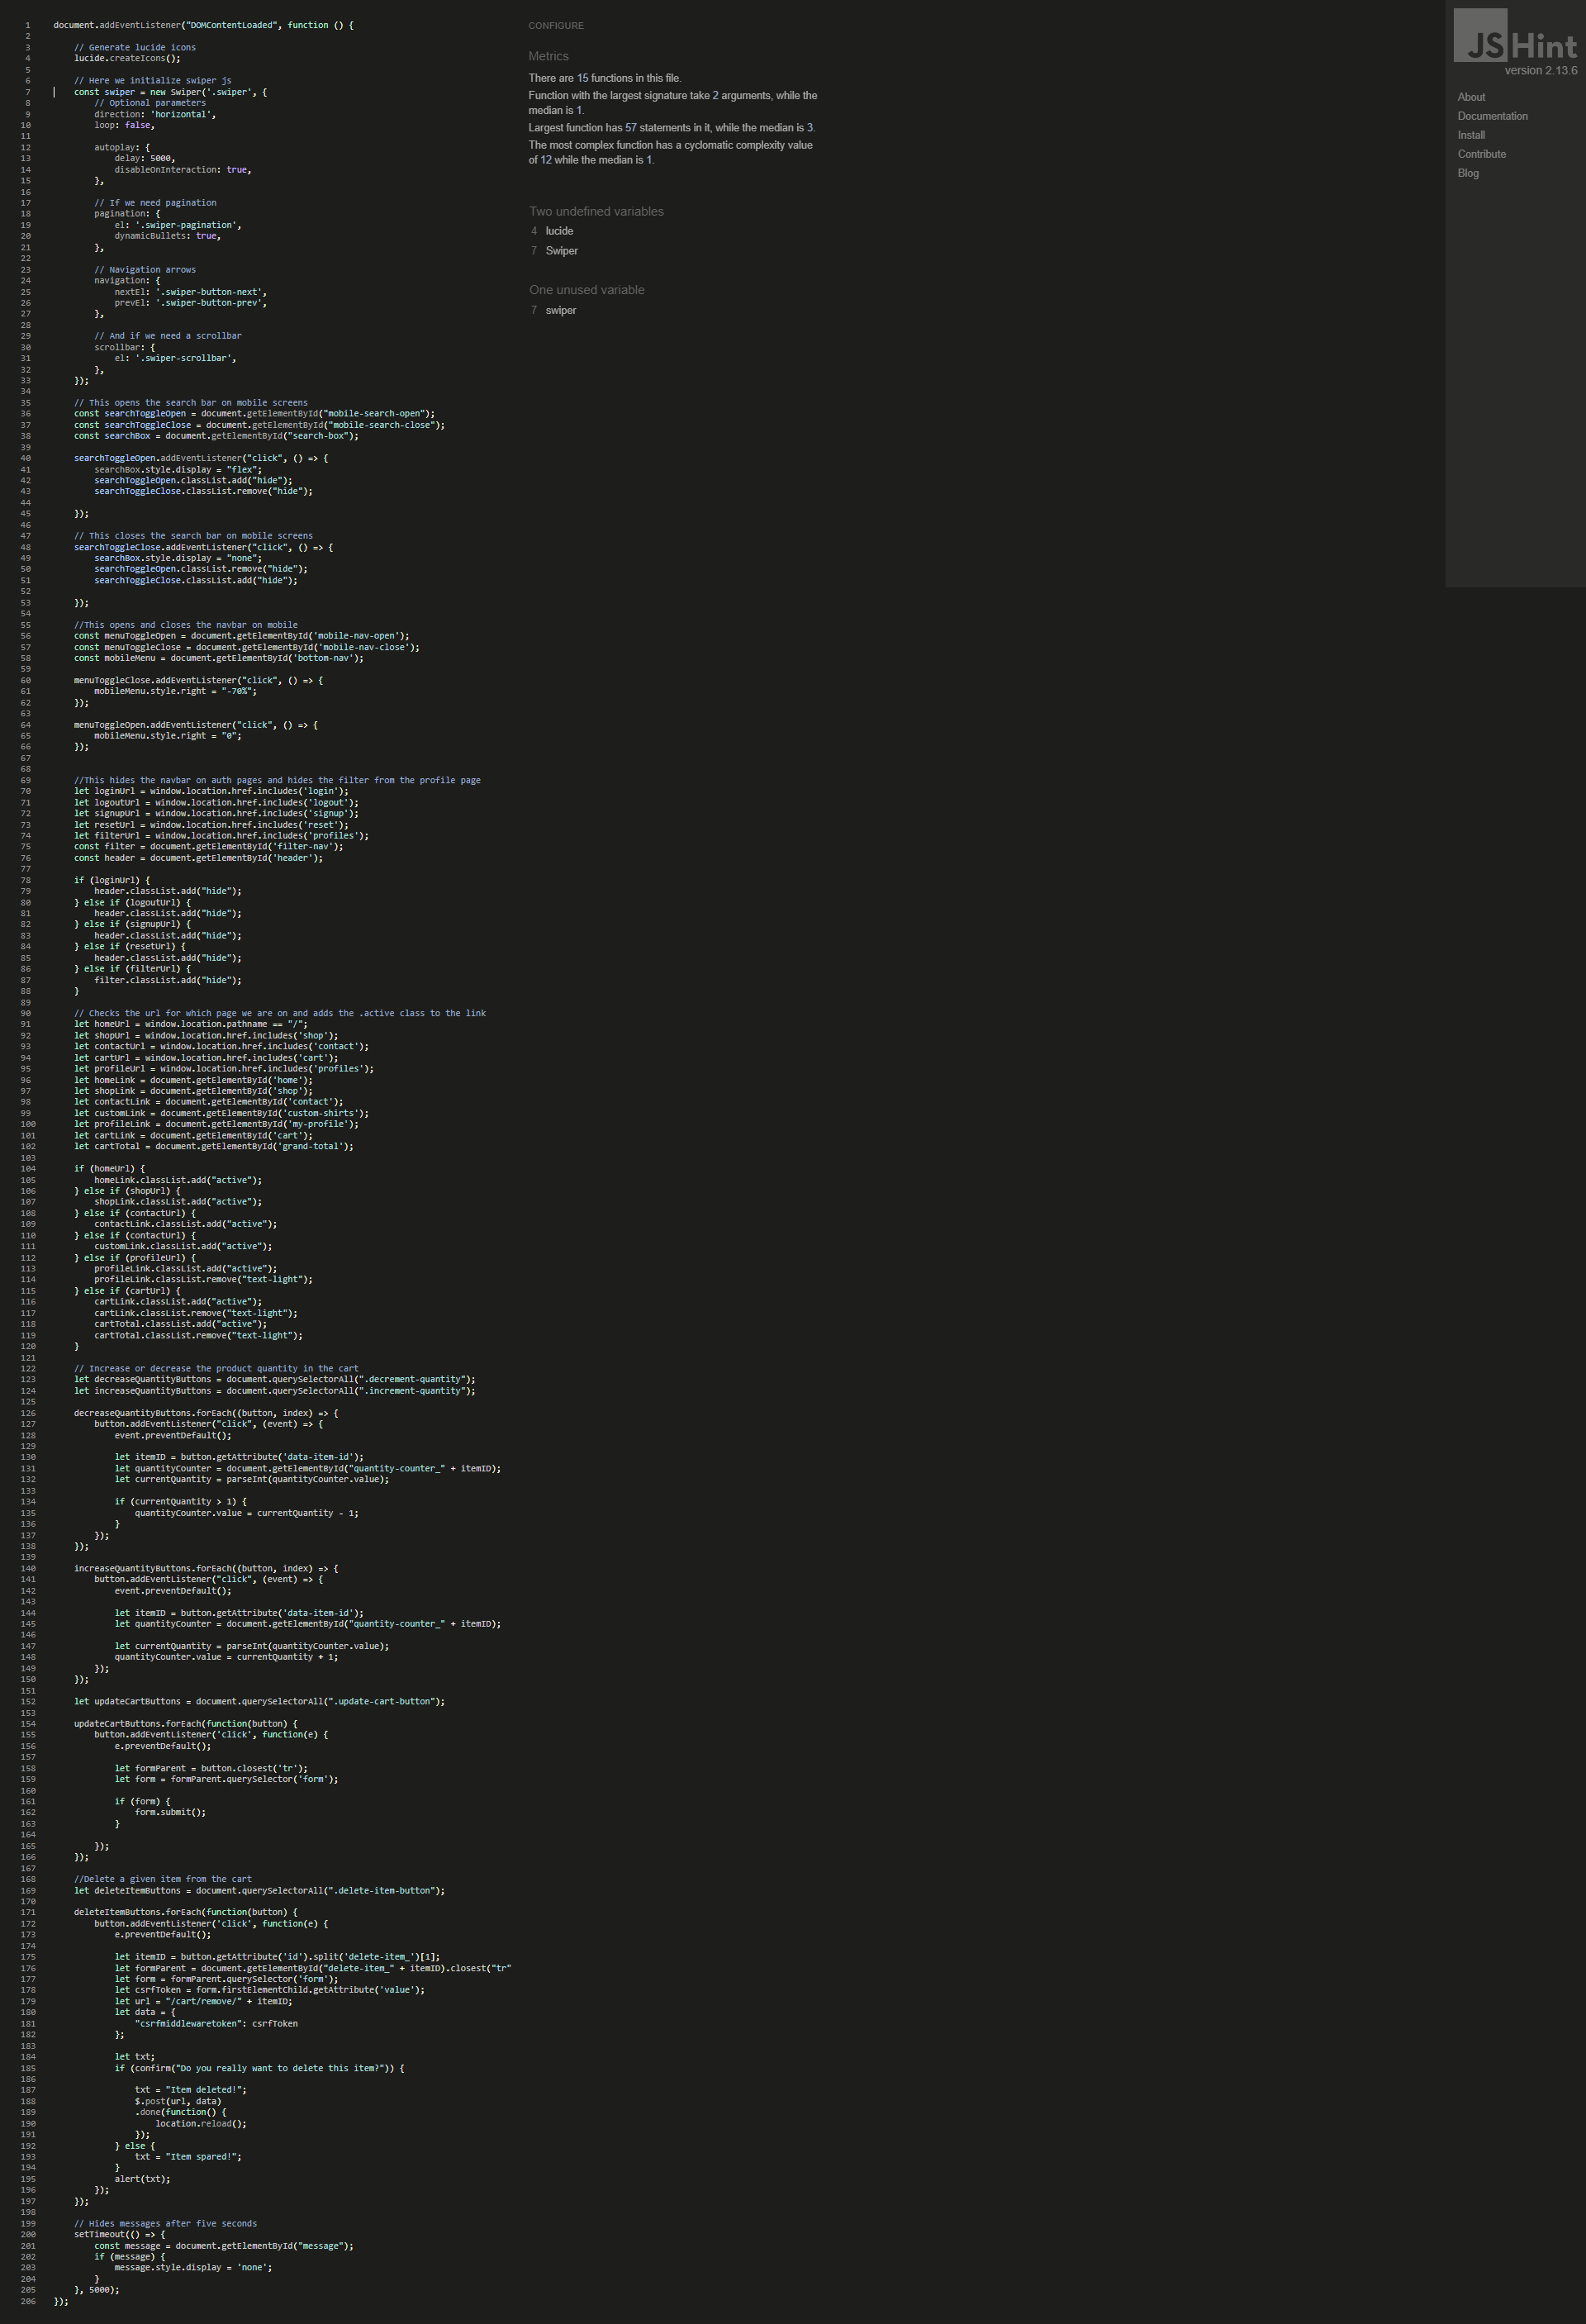 1 document.addEventListener("DOMContentLoaded", function () {
2
3 // Generate lucide icons
4 lucide.createIcons();
5
6 // Here we initialize swiper js
7 const swiper = new Swiper('.swiper', {
8 // Optional parameters
9 direction: 'horizontal',
10 loop: false,
11
12 autoplay: {
13 delay: 5000,
14 disableOnInteraction: true,
15 },
16
17 // If we need pagination
18 pagination: {
19 el: '.swiper-pagination',
20 dynamicBullets: true,
21 },
22
23 // Navigation arrows
24 navigation: {
25 nextEl: '.swiper-button-next',
26 prevEl: '.swiper-button-prev',
27 },
28
29 // And if we need a scrollbar
30 scrollbar: {
31 el: '.swiper-scrollbar',
32 },
33 });
34
35 // This opens the search bar on mobile screens
36 const searchToggleOpen = document.getElementById("mobile-search-open");
37 const searchToggleClose = document.getElementById("mobile-search-close");
38 const searchBox = document.getElementById("search-box");
39
40 searchToggleOpen.addEventListener("click", () => {
41 searchBox.style.display = "flex";
42 searchToggleOpen.classList.add("hide");
43 searchToggleClose.classList.remove("hide");
44
45 });
46
47 // This closes the search bar on mobile screens
48 searchToggleClose.addEventListener("click", () => {
49 searchBox.style.display = "none";
50 searchToggleOpen.classList.remove("hide");
51 searchToggleClose.classList.add("hide");
52
53 });
54
55 //This opens and closes the navbar on mobile
56 const menuToggleOpen = document.getElementById('mobile-nav-open');
57 const menuToggleClose = document.getElementById('mobile-nav-close');
58 const mobileMenu = document.getElementById('bottom-nav');
59
60 menuToggleClose.addEventListener("click", () => {
61 mobileMenu.style.right = "-70%";
62 });
63
64 menuToggleOpen.addEventListener("click", () => {
65 mobileMenu.style.right = "0";
66 });
67
68
69 //This hides the navbar on auth pages and hides the filter from the profile page
70 let loginUrl = window.location.href.includes('login');
71 let logoutUrl = window.location.href.includes('logout');
72 let signupUrl = window.location.href.includes('signup');
73 let resetUrl = window.location.href.includes('reset');
74 let filterUrl = window.location.href.includes('profiles');
75 const filter = document.getElementById('filter-nav');
76 const header = document.getElementById('header');
77
78 if (loginUrl) {
79 header.classList.add("hide");
80 } else if (logoutUrl) {
81 header.classList.add("hide");
82 } else if (signupUrl) {
83 header.classList.add("hide");
84 } else if (resetUrl) {
85 header.classList.add("hide");
86 } else if (filterUrl) {
87 filter.classList.add("hide");
88 }
89
90 // Checks the url for which page we are on and adds the .active class to the link
91 let homeUrl = window.location.pathname == "/";
92 let shopUrl = window.location.href.includes('shop');
93 let contactUrl = window.location.href.includes('contact');
94 let cartUrl = window.location.href.includes('cart');
95 let profileUrl = window.location.href.includes('profiles');
96 let homeLink = document.getElementById('home');
97 let shopLink = document.getElementById('shop');
98 let contactLink = document.getElementById('contact');
99 let customLink = document.getElementById('custom-shirts');
100 let profileLink = document.getElementById('my-profile');
101 let cartLink = document.getElementById('cart');
102 let cartTotal = document.getElementById('grand-total');
103
104 if (homeUrl) {
105 homeLink.classList.add("active");
106 } else if (shopUrl) {
107 shopLink.classList.add("active");
108 } else if (contactUrl) {
109 contactLink.classList.add("active");
110 } else if (contactUrl) {
111 customLink.classList.add("active");
112 } else if (profileUrl) {
113 profileLink.classList.add("active");
114 profileLink.classList.remove("text-light");
115 } else if (cartUrl) {
116 cartLink.classList.add("active");
117 cartLink.classList.remove("text-light");
118 cartTotal.classList.add("active");
119 cartTotal.classList.remove("text-light");
120 }
121
122 // Increase or decrease the product quantity in the cart
123 let decreaseQuantityButtons = document.querySelectorAll(".decrement-quantity");
124 let increaseQuantityButtons = document.querySelectorAll(".increment-quantity");
125
126 decreaseQuantityButtons.forEach((button, index) => {
127 button.addEventListener("click", (event) => {
128 event.preventDefault();
129
130 let itemID = button.getAttribute('data-item-id');
131 let quantityCounter = document.getElementById("quantity-counter_" + itemID);
132 let currentQuantity = parseInt(quantityCounter.value);
133
134 if (currentQuantity > 1) {
135 quantityCounter.value = currentQuantity - 1;
136 }
137 });
138 });
139
140 increaseQuantityButtons.forEach((button, index) => {
141 button.addEventListener("click", (event) => {
142 event.preventDefault();
143
144 let itemID = button.getAttribute('data-item-id');
145 let quantityCounter = document.getElementById("quantity-counter_" + itemID);
146
147 let currentQuantity = parseInt(quantityCounter.value);
148 quantityCounter.value = currentQuantity + 1;
149 });
150 });
151
152 let updateCartButtons = document.querySelectorAll(".update-cart-button");
153
154 updateCartButtons.forEach(function(button) {
155 button.addEventListener('click', function(e) {
156 e.preventDefault();
157
158 let formParent = button.closest('tr');
159 let form = formParent.querySelector('form');
160
161 if (form) {
162 form.submit();
163 }
164
165 });
166 });
167
168 //Delete a given item from the cart
169 let deleteItemButtons = document.querySelectorAll(".delete-item-button");
170
171 deleteItemButtons.forEach(function(button) {
172 button.addEventListener('click', function(e) {
173 e.preventDefault();
174
175 let itemID = button.getAttribute('id').split('delete-item_')[1];
176 let formParent = document.getElementById("delete-item_" + itemID).closest("tr"
177 let form = formParent.querySelector('form');
178 let csrfToken = form.firstElementChild.getAttribute('value');
179 let url = "/cart/remove/" + itemID;
180 let data = {
181 "csrfmiddlewaretoken": csrfToken
182 };
183
184 let txt;
185 if (confirm("Do you really want to delete this item?")) {
186
187 txt = "Item deleted!";
188 $.post(url, data)
189 .done(function() {
190 location.reload();
191 });
192 } else {
193 txt = "Item spared!";
194 }
195 alert(txt);
196 });
197 });
198
199 // Hides messages after five seconds
200 setTimeout(() => {
201 const message = document.getElementById("message");
202 if (message) {
203 message.style.display = 'none';
204 }
205 }, 5000);
206 });
CONFIGURE
Metrics
There are 15 functions in this file.
Function with the largest signature take 2 arguments, while the
median is 1.
Largest function has 57 statements in it, while the median is 3.
The most complex function has a cyclomatic complexity value
of 12 while the median is 1.
Two undefined variables
4 lucide
7 Swiper
One unused variable
7 swiper
JSHint
version 2.13.6
About
Documentation
Install
Contribute
Blog